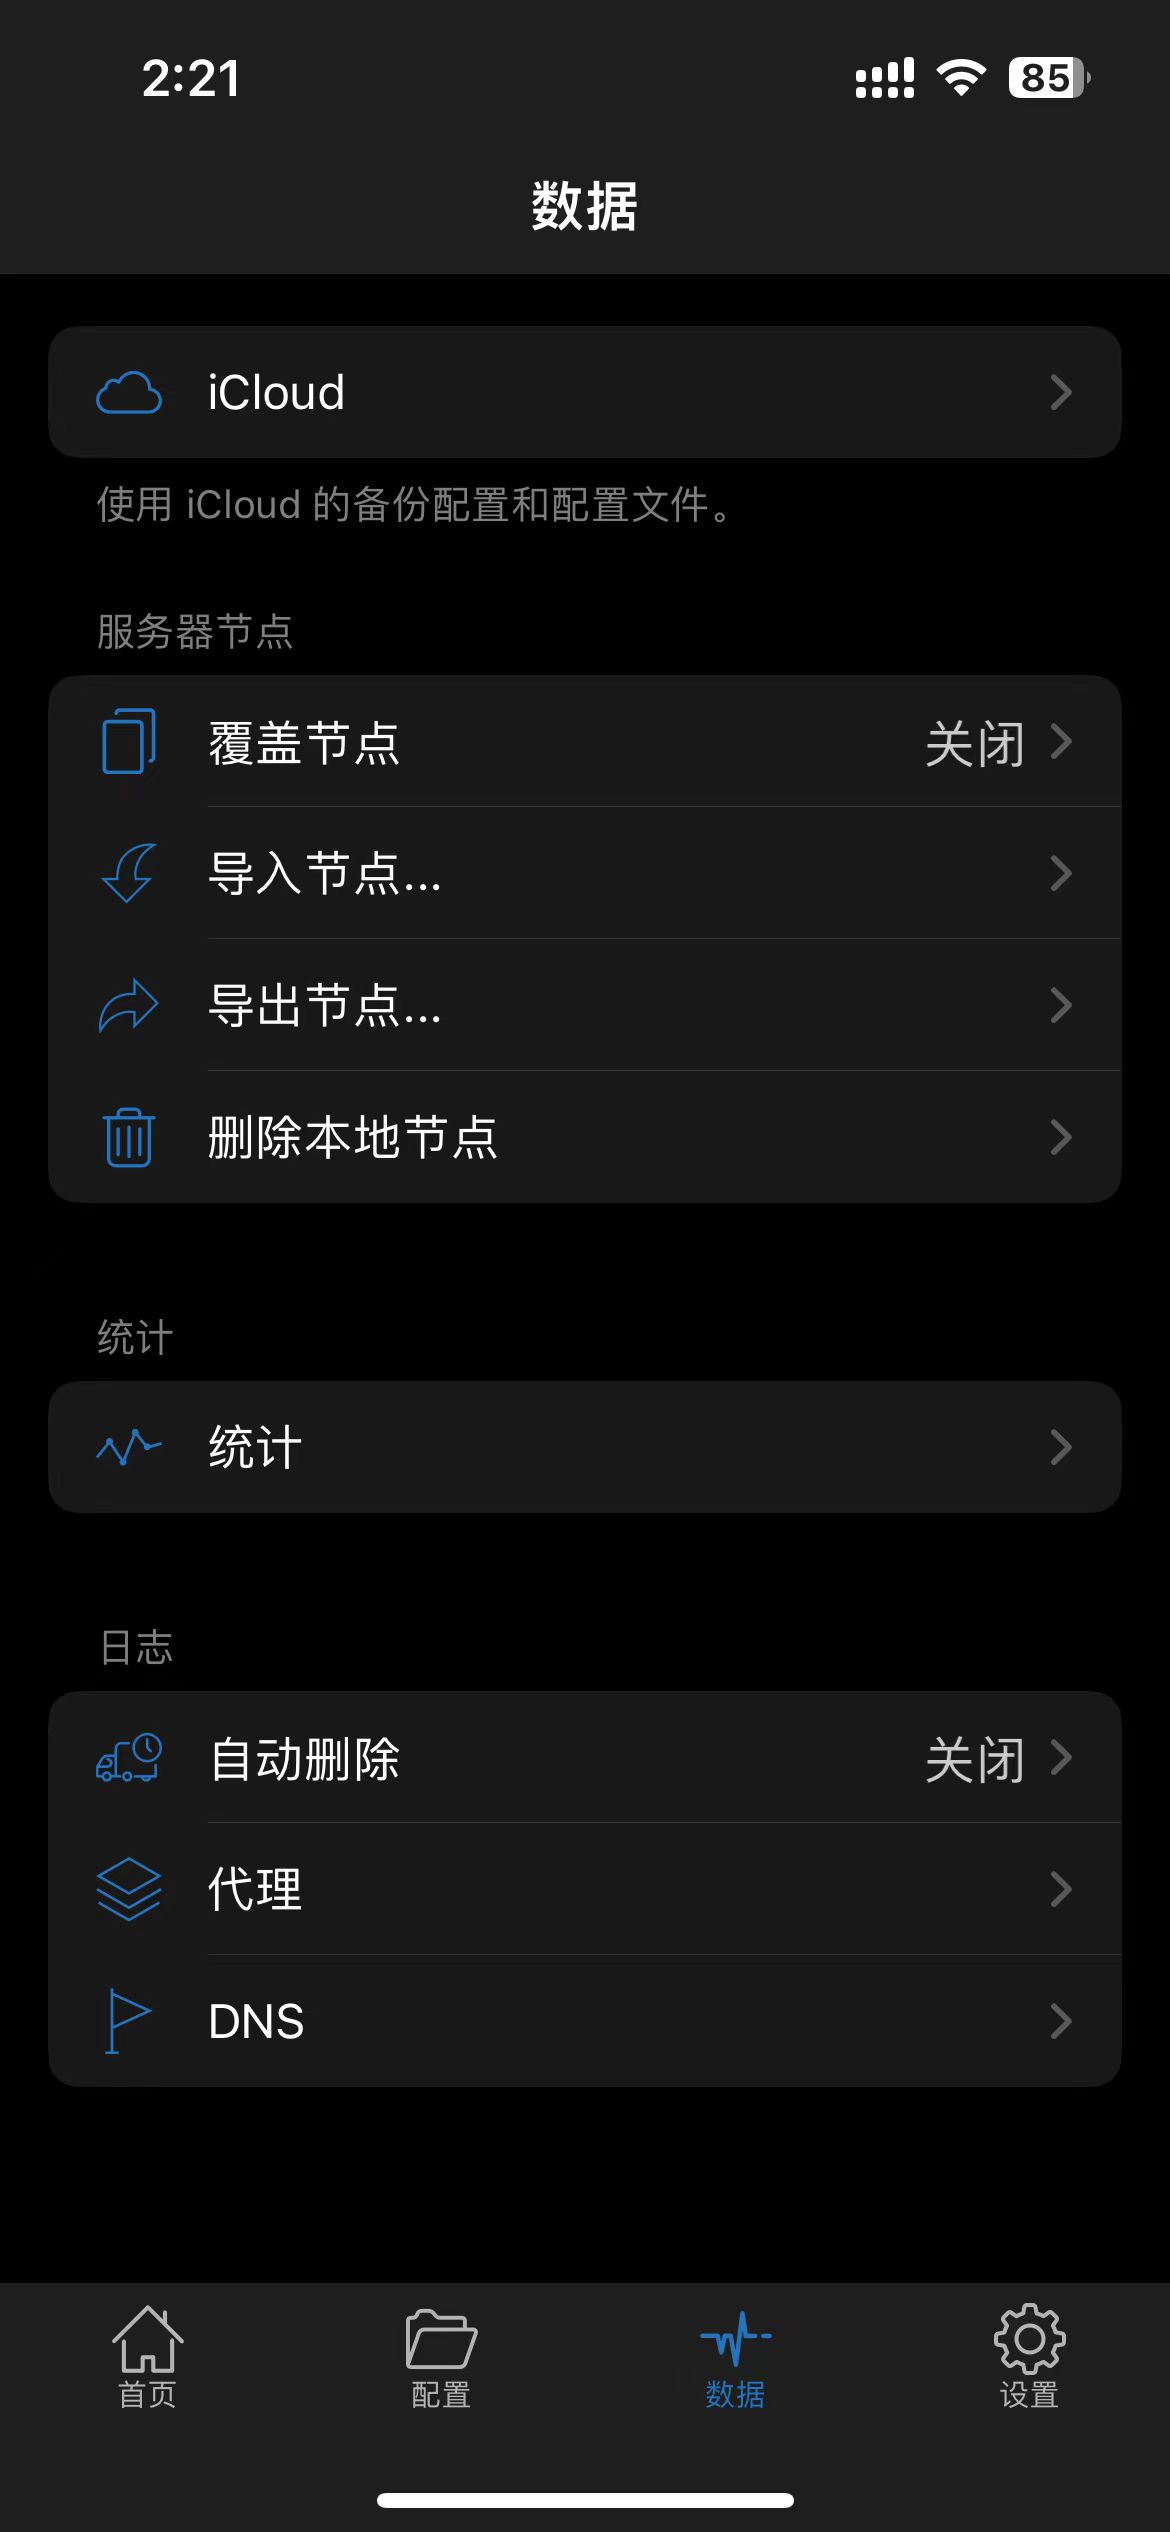 2:21
85
数据
iCloud
使用 iCloud 的备份配置和配置文件。
服务器节点
覆盖节点 关闭
导入节点...
导出节点...
删除本地节点
统计
统计
日志
自动删除 关闭
代理
DNS
首页 配置 数据 设置